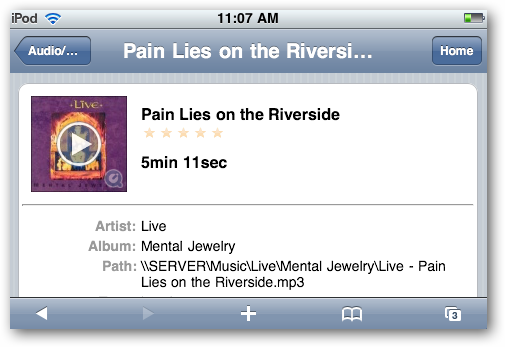 iPod 11:07 AM
Audio/... Pain Lies on the Riversi... Home
LIVE
MENTAL JEWELRY
Pain Lies on the Riverside
5min 11sec
Artist: Live
Album: Mental Jewelry
Path: \\SERVER\Music\Live\Mental Jewelry\Live - Pain
Lies on the Riverside.mp3
3